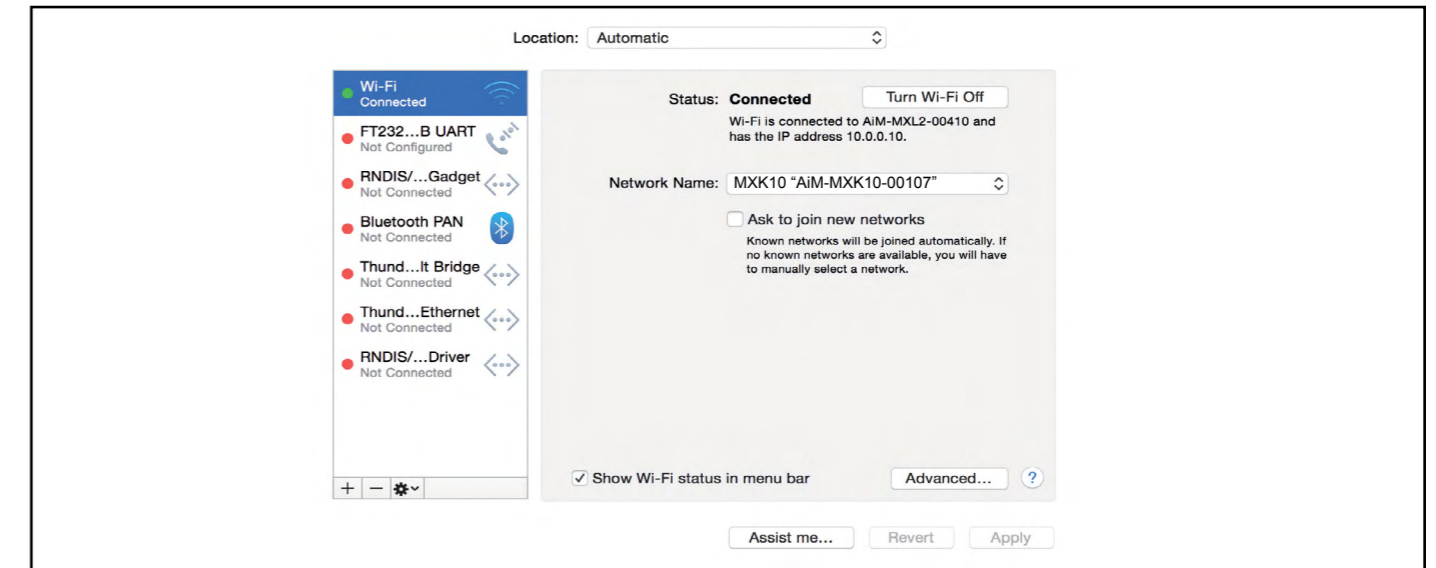 Location: Automatic
Wi-Fi
Connected
FT232...B UART
Not Configured
RNDIS/...Gadget
Not Connected
Bluetooth PAN
Not Connected
Thund...lt Bridge
Not Connected
Thund...Ethernet
Not Connected
RNDIS/...Driver
Not Connected
+ −
Status: Connected Turn Wi-Fi Off
Wi-Fi is connected to AiM-MXL2-00410 and
has the IP address 10.0.0.10.
Network Name: MXK10 “AiM-MXK10-00107”
Ask to join new networks
Known networks will be joined automatically. If
no known networks are available, you will have
to manually select a network.
Show Wi-Fi status in menu bar Advanced... ?
Assist me... Revert Apply